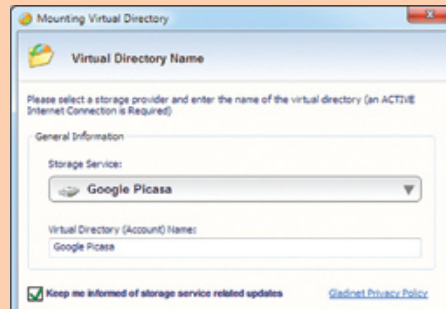 Mounting Virtual Directory
Virtual Directory Name
Please select a storage provider and enter the name of the virtual directory (an ACTIVE
Internet Connection is Required)
General Information
Storage Service:
Google Picasa
Virtual Directory (Account) Name:
Google Picasa
Keep me informed of storage service related updates
Gladinet Privacy Policy